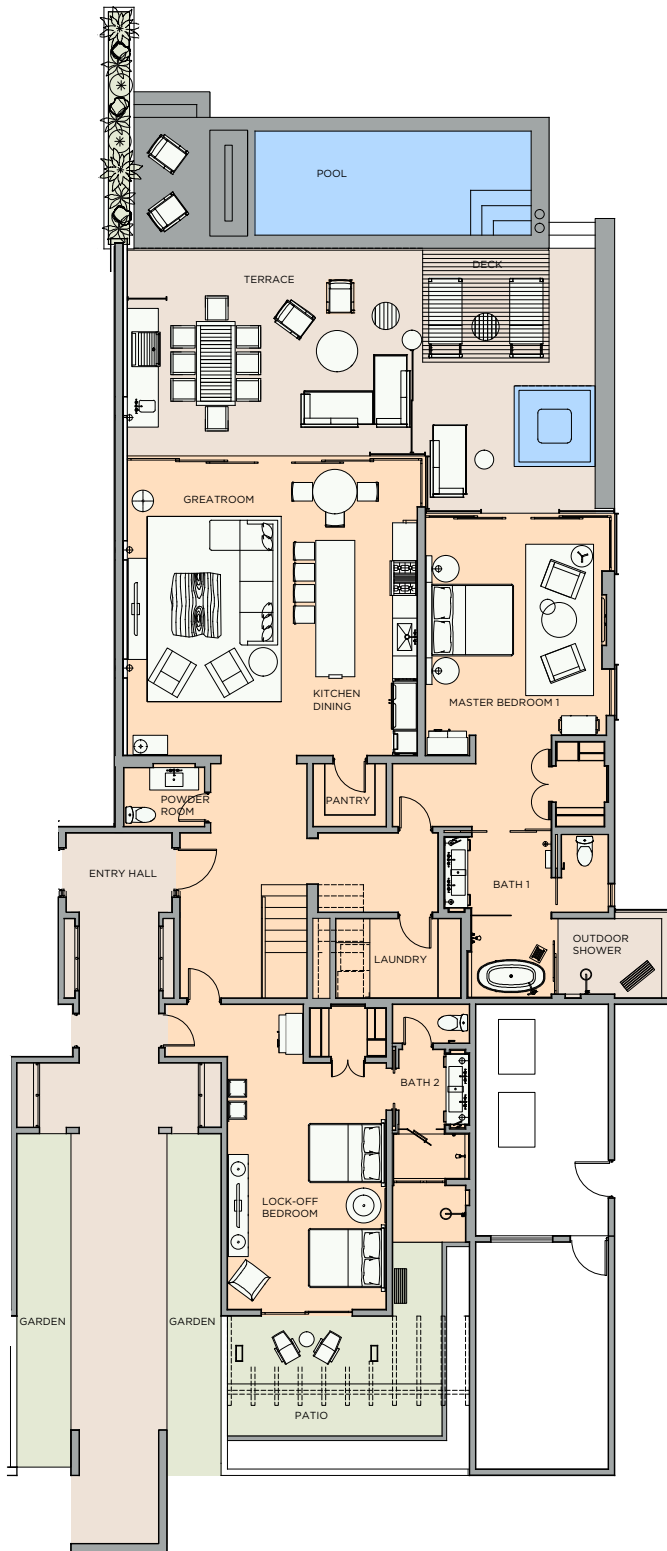 POOL
DECK
TERRACE
GREATROOM
KITCHEN
DINING
MASTER BEDROOM 1
POWDER
ROOM
PANTRY
ENTRY HALL
BATH 1
OUTDOOR
SHOWER
LAUNDRY
BATH 2
LOCK-OFF
BEDROOM
GARDEN
GARDEN
PATIO